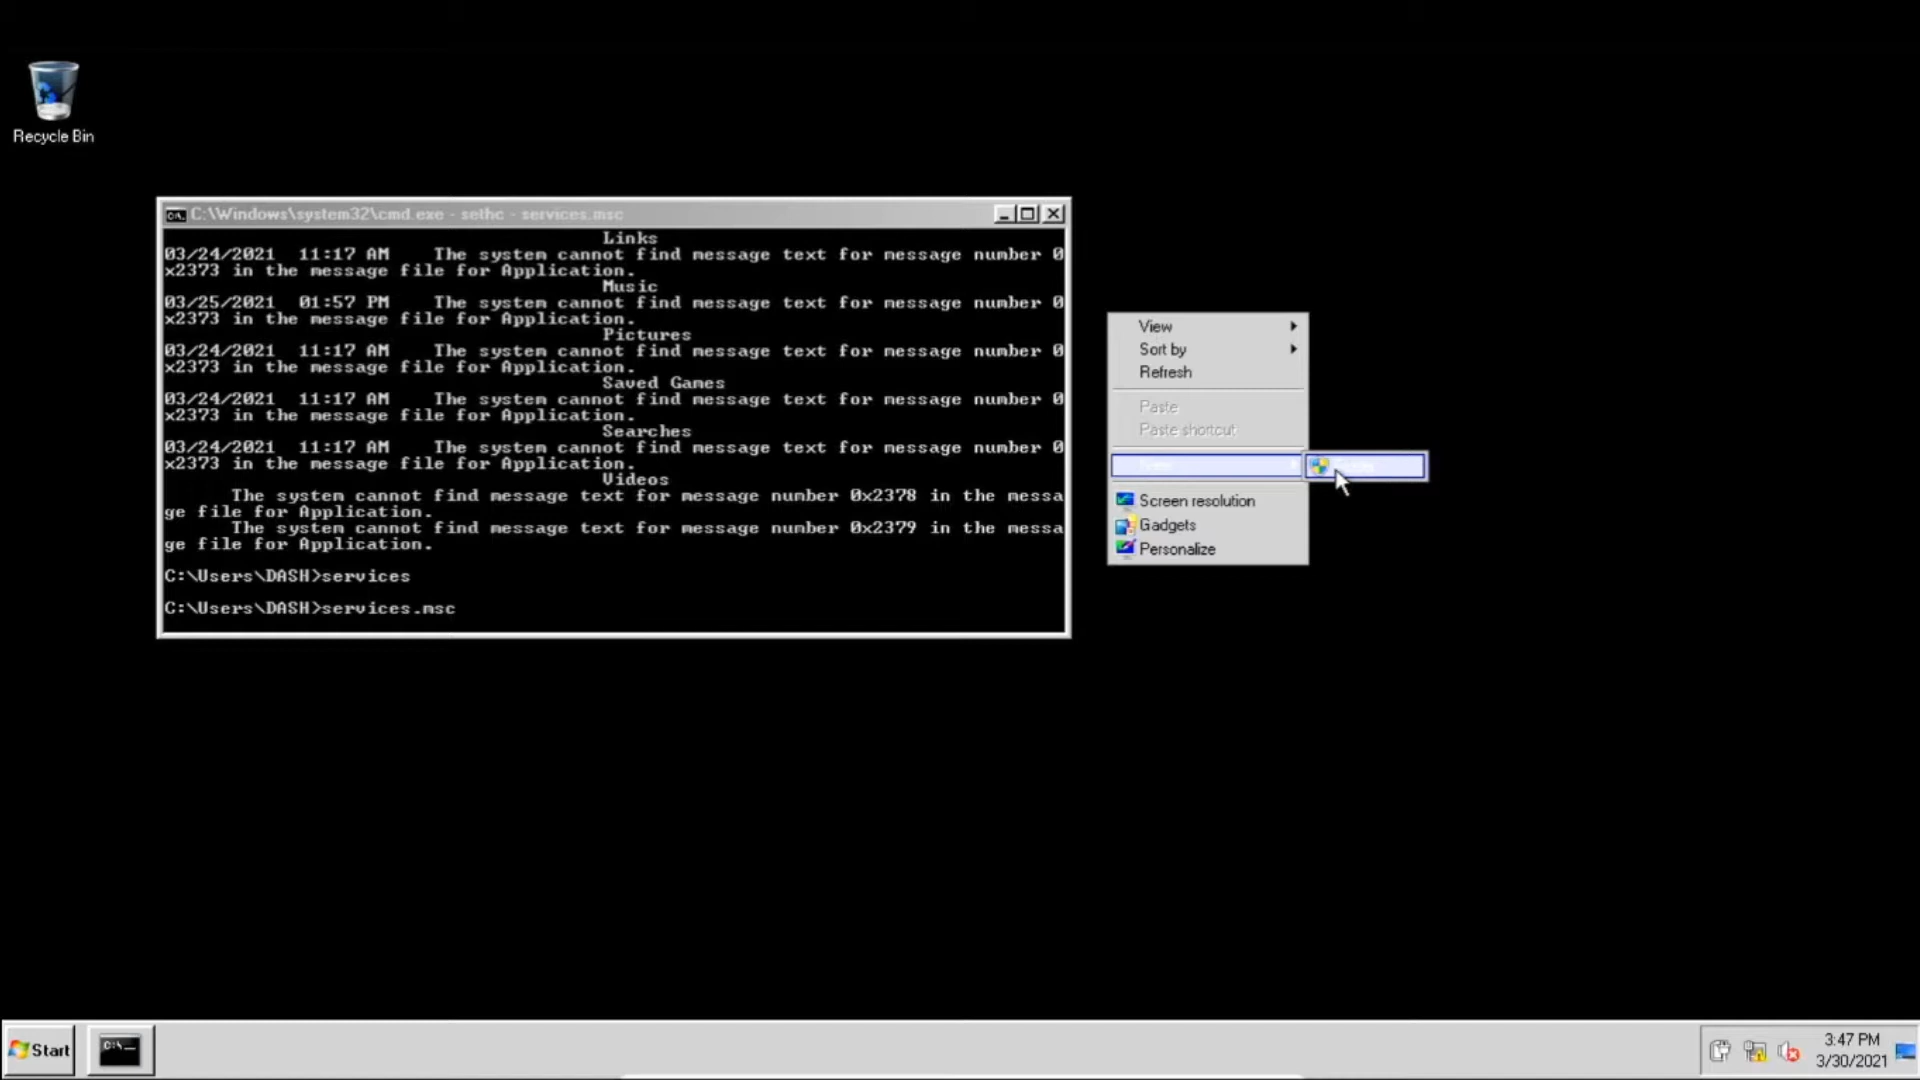 Recycle Bin
C:\Windows\system32\cmd.exe - sethc - services.msc
Links
03/24/2021  11:17 AM    The system cannot find message text for message number 0
x2373 in the message file for Application.
Music
03/25/2021  01:57 PM    The system cannot find message text for message number 0
x2373 in the message file for Application.
Pictures
03/24/2021  11:17 AM    The system cannot find message text for message number 0
x2373 in the message file for Application.
Saved Games
03/24/2021  11:17 AM    The system cannot find message text for message number 0
x2373 in the message file for Application.
Searches
03/24/2021  11:17 AM    The system cannot find message text for message number 0
x2373 in the message file for Application.
Videos
The system cannot find message text for message number 0x2378 in the messa
ge file for Application.
The system cannot find message text for message number 0x2379 in the messa
ge file for Application.
C:\Users\DASH>services
C:\Users\DASH>services.msc
View
Sort by
Refresh
Paste
Paste shortcut
Screen resolution
Gadgets
Personalize
Start
C:\_
3:47 PM
3/30/2021